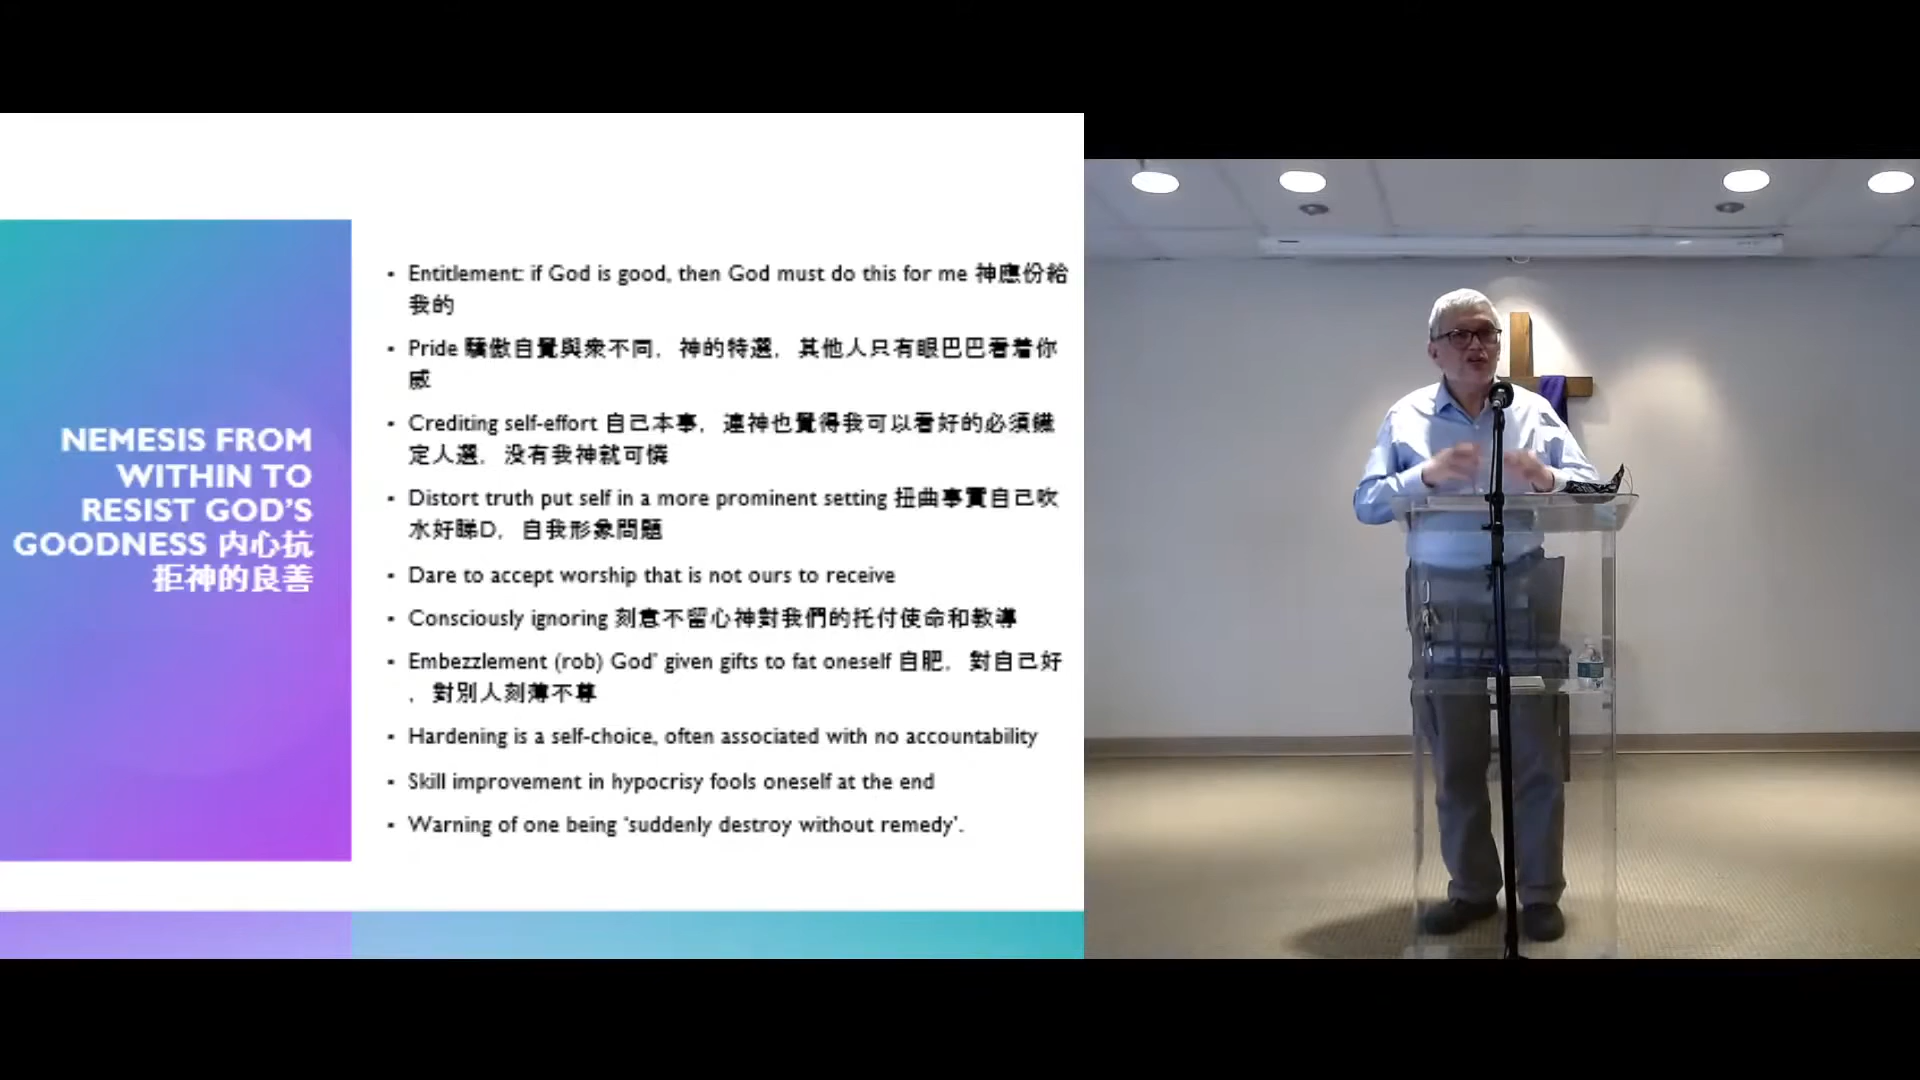 NEMESIS FROM
WITHIN TO
RESIST GOD'S
GOODNESS 内心抗
拒神的良善
• Entitlement: if God is good, then God must do this for me 神應份給
我的
• Pride 驕傲自覺與衆不同，神的特選，其他人只有眼巴巴看着你
威
• Crediting self-effort 自己本事，連神也覺得我可以看好的必須鐵
定人選，没有我神就可憐
• Distort truth put self in a more prominent setting 扭曲事實自己吹
水好睇D，自我形象問題
• Dare to accept worship that is not ours to receive
• Consciously ignoring 刻意不留心神對我們的托付使命和教導
• Embezzlement (rob) God' given gifts to fat oneself 自肥，對自己好
，對別人刻薄不尊
• Hardening is a self-choice, often associated with no accountability
• Skill improvement in hypocrisy fools oneself at the end
• Warning of one being 'suddenly destroy without remedy'.